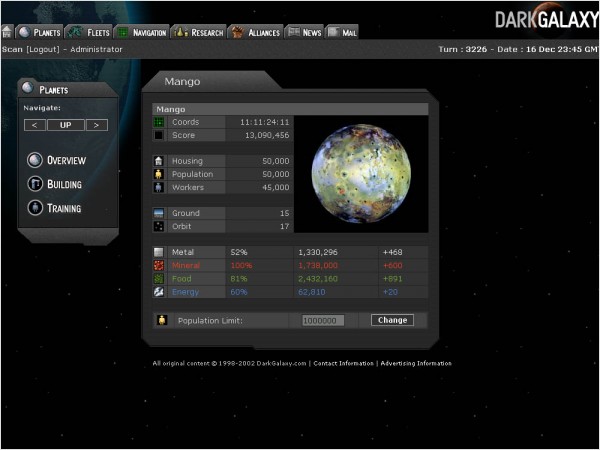 DARKGALAXY
PLANETS FLEETS NAVIGATION RESEARCH ALLIANCES NEWS MAIL
Scan [Logout] - Administrator
Turn : 3226 - Date : 16 Dec 23:45 GM
PLANETS
Navigate:
< UP >
OVERVIEW
BUILDING
TRAINING
Mango
Mango
Coords 11:11:24:11
Score 13,090,456
Housing 50,000
Population 50,000
Workers 45,000
Ground 15
Orbit 17
Metal 52% 1,330,296 +468
Mineral 100% 1,738,000 +600
Food 81% 2,432,160 +891
Energy 60% 62,810 +20
Population Limit: 1000000 Change
All original content © 1998-2002 DarkGalaxy.com | Contact Information | Advertising Information